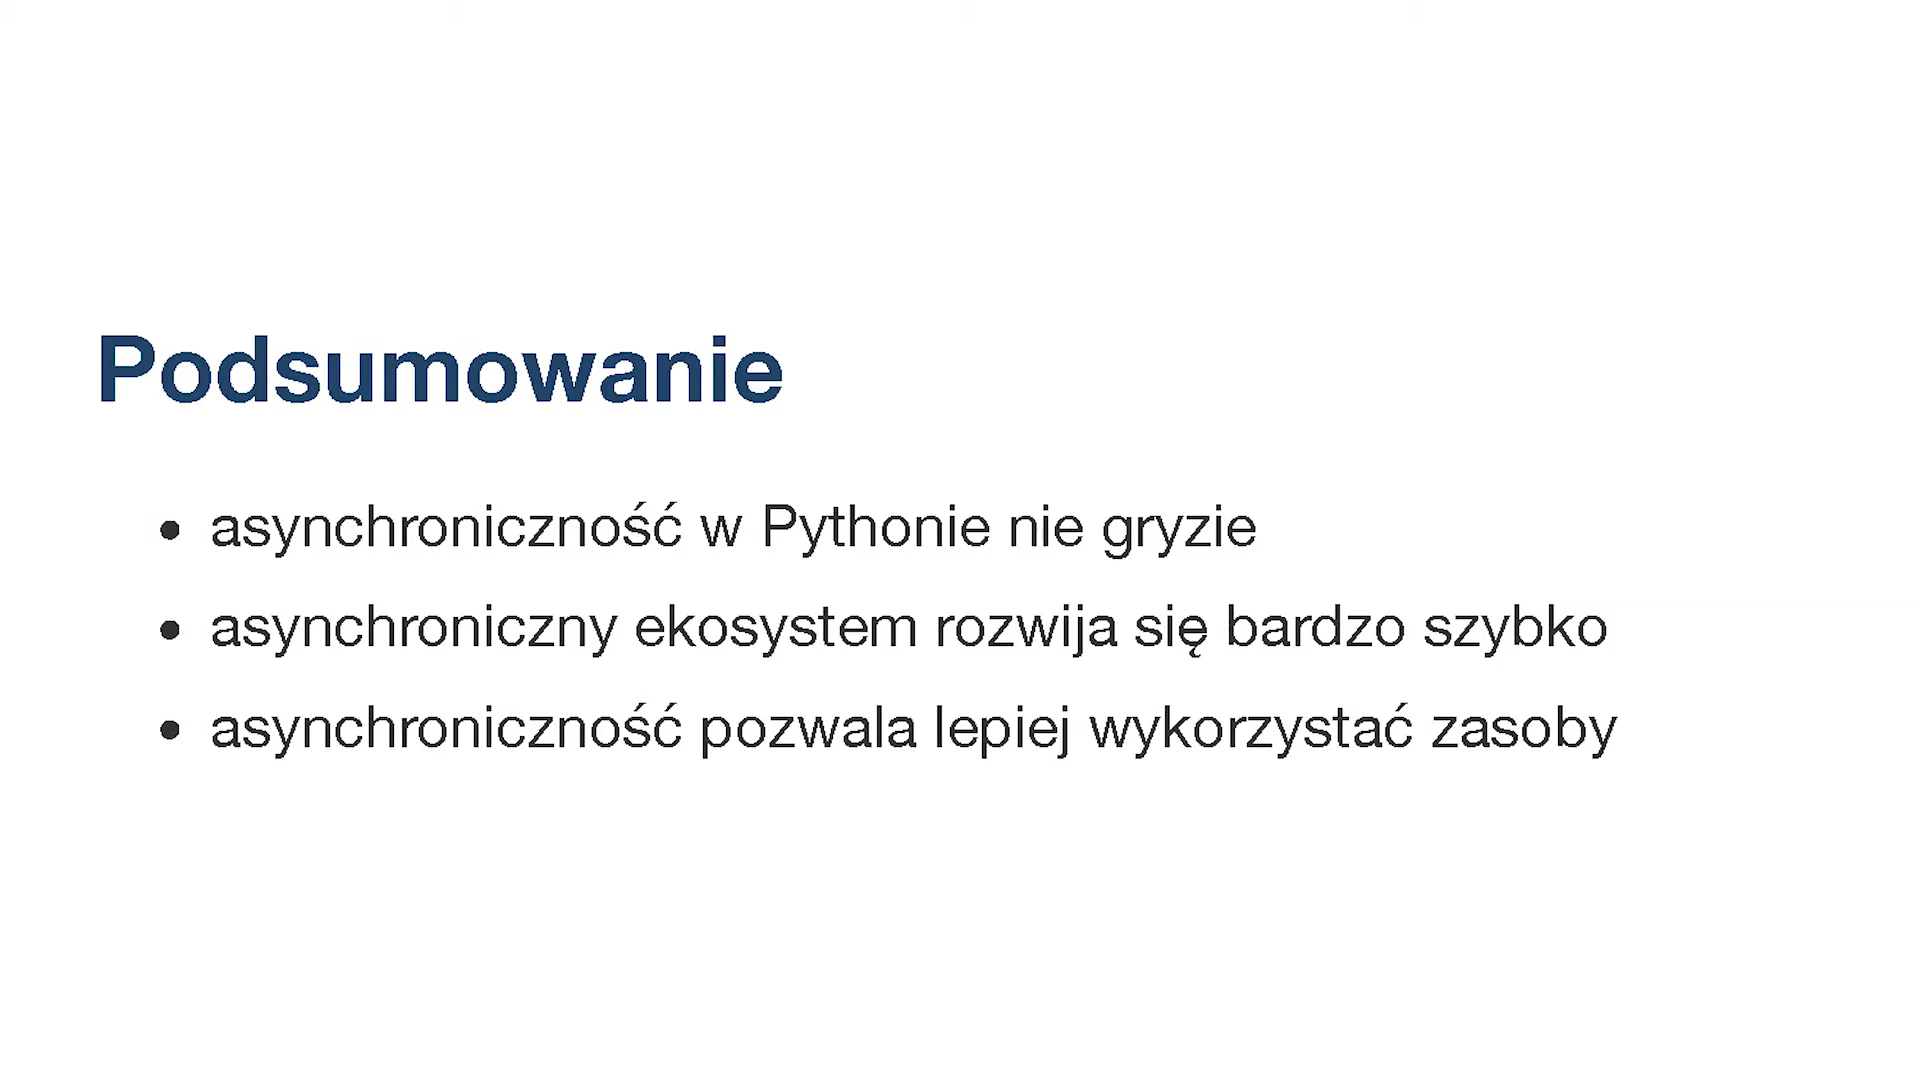 Podsumowanie
• asynchroniczność w Pythonie nie gryzie
• asynchroniczny ekosystem rozwija się bardzo szybko
• asynchroniczność pozwala lepiej wykorzystać zasoby